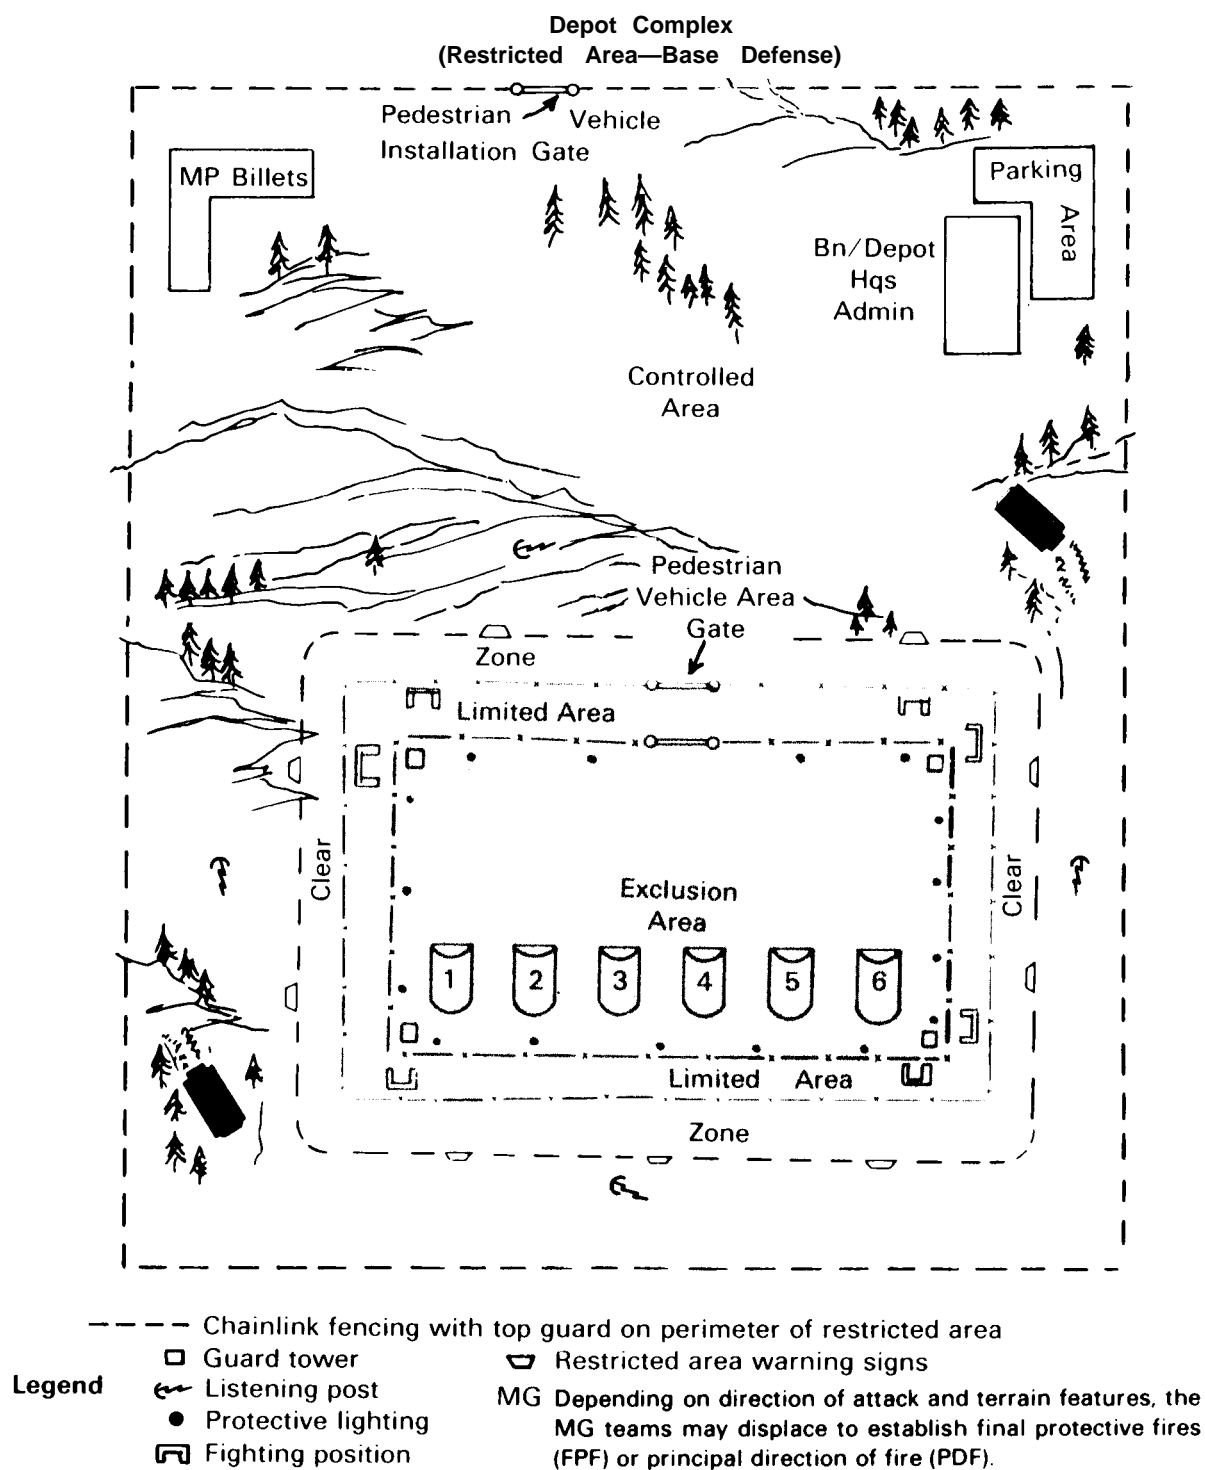 Depot Complex
(Restricted Area—Base Defense)
Pedestrian Vehicle
Installation Gate
MP Billets
Parking
Area
Bn/Depot
Hqs
Admin
Controlled
Area
Pedestrian
Vehicle Area
Gate
Zone
Limited Area
Clear
Clear
Exclusion
Area
1 2 3 4 5 6
Limited Area
Zone
Legend
Chainlink fencing with top guard on perimeter of restricted area
Guard tower
Listening post
Protective lighting
Fighting position
Restricted area warning signs
MG Depending on direction of attack and terrain features, the
MG teams may displace to establish final protective fires
(FPF) or principal direction of fire (PDF).